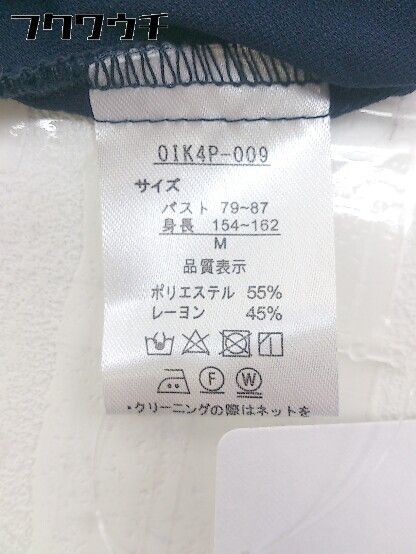 フクワウチ
01K4P-009
サイズ
バスト 79~87
身長 154~162
M
品質表示
ポリエステル 55%
レーヨン 45%
F W
・クリーニングの際はネットを